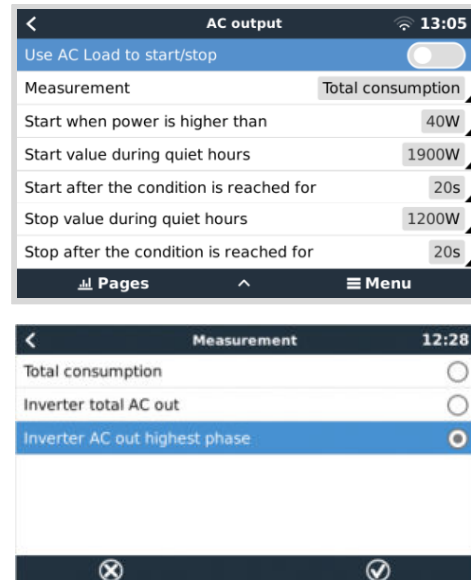 AC output 13:05
Use AC Load to start/stop
Measurement Total consumption
Start when power is higher than 40W
Start value during quiet hours 1900W
Start after the condition is reached for 20s
Stop value during quiet hours 1200W
Stop after the condition is reached for 20s
Pages Menu
Measurement 12:28
Total consumption
Inverter total AC out
Inverter AC out highest phase